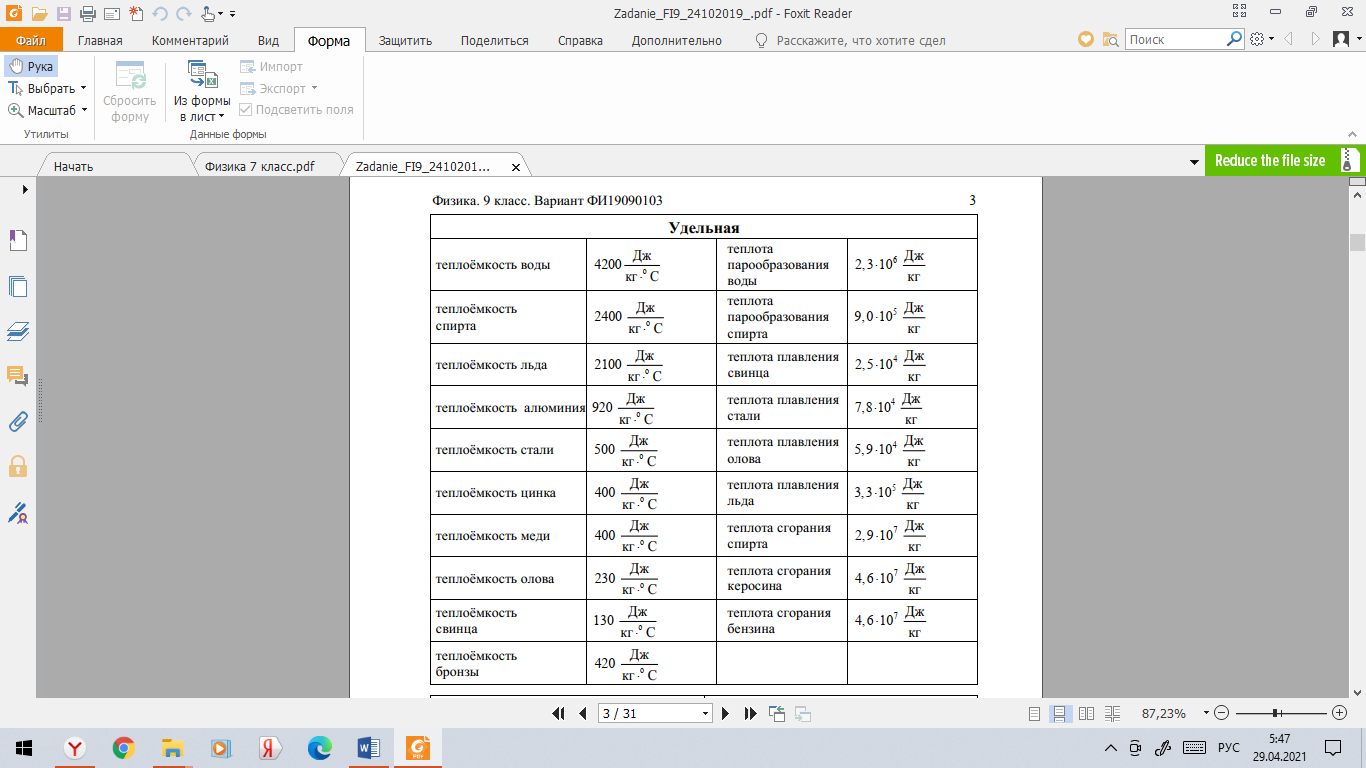 Zadanie_FI9_24102019_.pdf - Foxit Reader
Файл Главная Комментарий Вид Форма Защитить Поделиться Справка Дополнительно Расскажите, что хотите сдел Поиск
Рука
Выбрать
Масштаб
Утилиты
Сбросить форму
Из формы в лист
Импорт
Экспорт
Подсветить поля
Данные формы
Начать Физика 7 класс.pdf Zadanie_FI9_2410201... Reduce the file size
Физика. 9 класс. Вариант ФИ19090103 3
Удельная
теплоёмкость воды 4200 Дж/кг·°С теплота парообразования воды 2,3·10⁶ Дж/кг
теплоёмкость спирта 2400 Дж/кг·°С теплота парообразования спирта 9,0·10⁵ Дж/кг
теплоёмкость льда 2100 Дж/кг·°С теплота плавления свинца 2,5·10⁴ Дж/кг
теплоёмкость алюминия 920 Дж/кг·°С теплота плавления стали 7,8·10⁴ Дж/кг
теплоёмкость стали 500 Дж/кг·°С теплота плавления олова 5,9·10⁴ Дж/кг
теплоёмкость цинка 400 Дж/кг·°С теплота плавления льда 3,3·10⁵ Дж/кг
теплоёмкость меди 400 Дж/кг·°С теплота сгорания спирта 2,9·10⁷ Дж/кг
теплоёмкость олова 230 Дж/кг·°С теплота сгорания керосина 4,6·10⁷ Дж/кг
теплоёмкость свинца 130 Дж/кг·°С теплота сгорания бензина 4,6·10⁷ Дж/кг
теплоёмкость бронзы 420 Дж/кг·°С
3 / 31 87,23%
РУС 5:47
29.04.2021